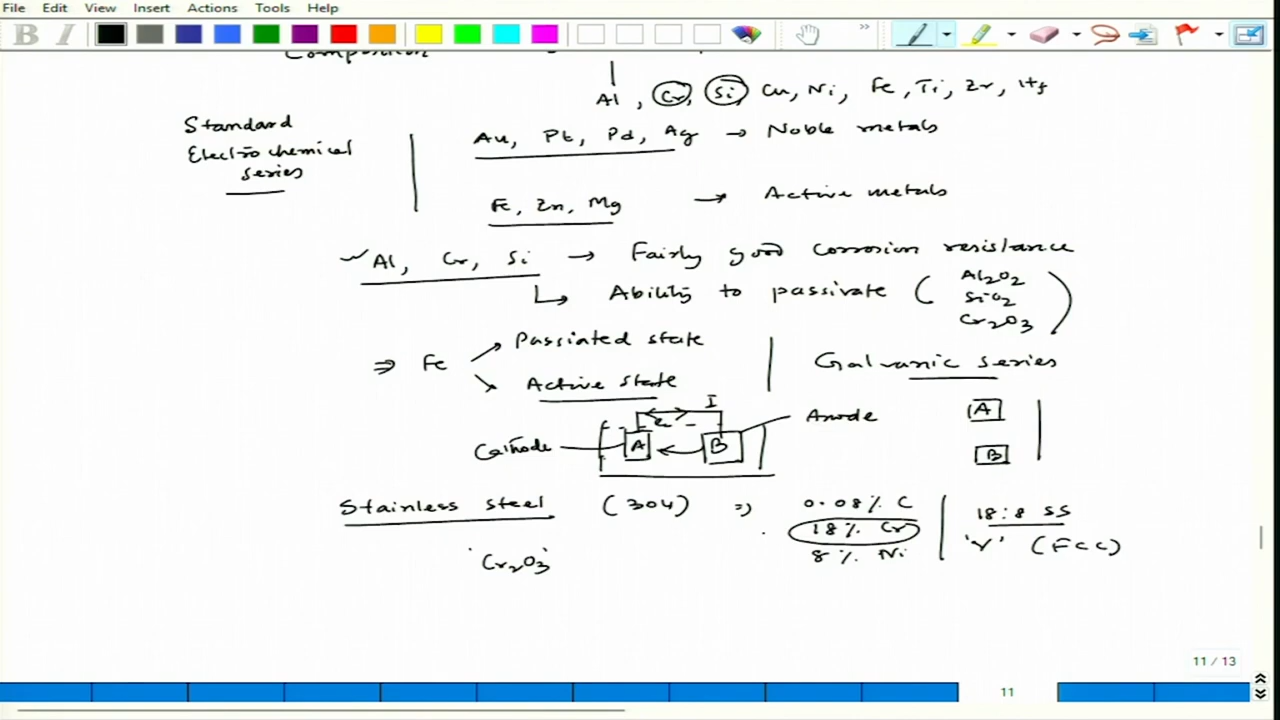 File Edit View Insert Actions Tools Help
B I
Composition
Al, Cr, Si, Cu, Ni, Fe, Ti, Zr, Hf
Standard
Electrochemical
series
Au, Pt, Pd, Ag → Noble metals
Fe, Zn, Mg → Active metals
Al, Cr, Si → Fairly good corrosion resistance
Ability to passivate ( Al2O2
SiO2
Cr2O3 )
⇒ Fe
Passiated state
Active state
Galvanic series
I
e- -
Cathode A B Anode
A
B
Stainless steel (304) ⇒ 0.08% C
18% Cr
8% Ni
18:8 SS
'γ' (FCC)
'Cr2O3'
11 / 13
11